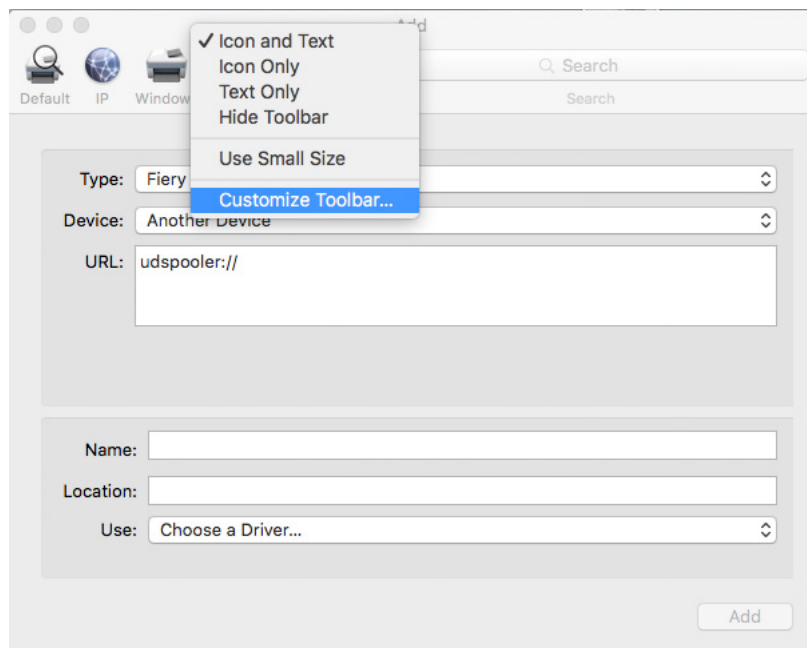 Add
✓ Icon and Text
Icon Only
Text Only
Hide Toolbar
Use Small Size
Customize Toolbar...
Default IP Window
Search
Search
Type: Fiery
Device: Another Device
URL: udspooler://
Name:
Location:
Use: Choose a Driver...
Add